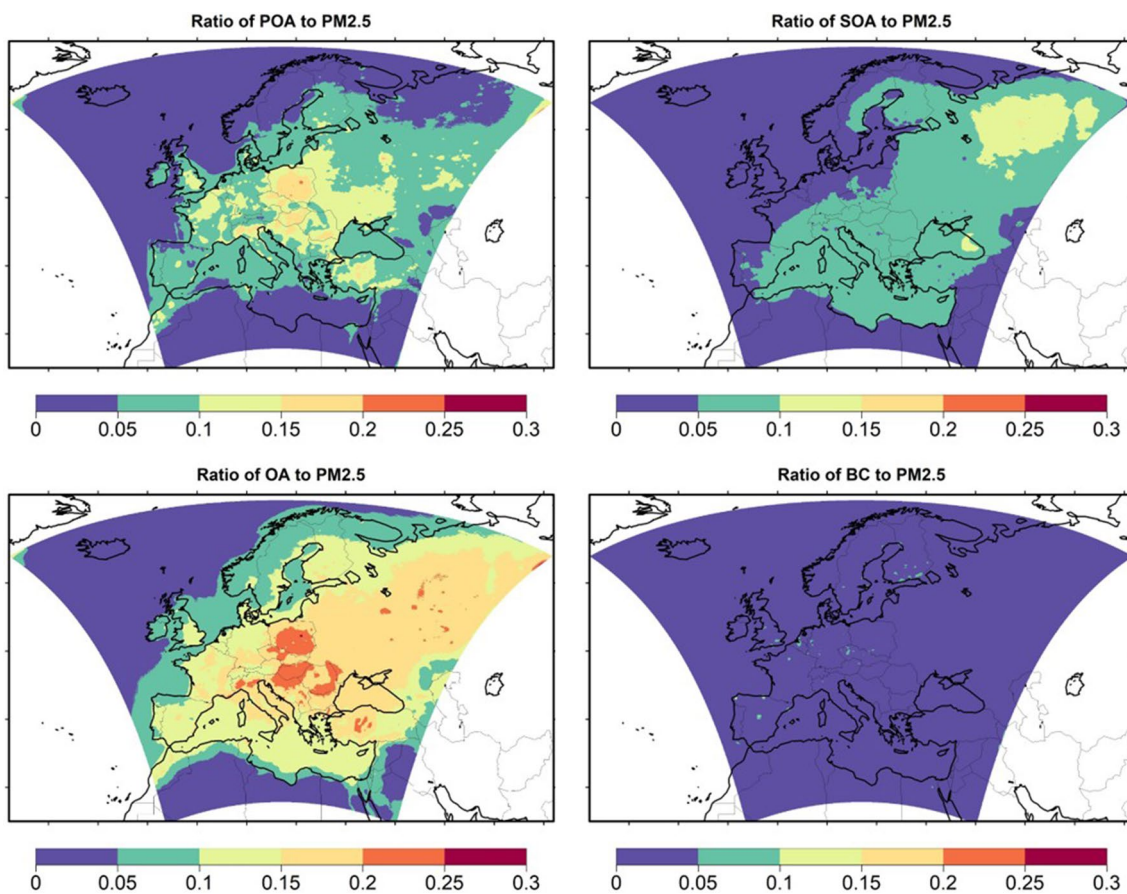 Ratio of POA to PM2.5
Ratio of SOA to PM2.5
0 0.05 0.1 0.15 0.2 0.25 0.3
0 0.05 0.1 0.15 0.2 0.25 0.3
Ratio of OA to PM2.5
Ratio of BC to PM2.5
0 0.05 0.1 0.15 0.2 0.25 0.3
0 0.05 0.1 0.15 0.2 0.25 0.3